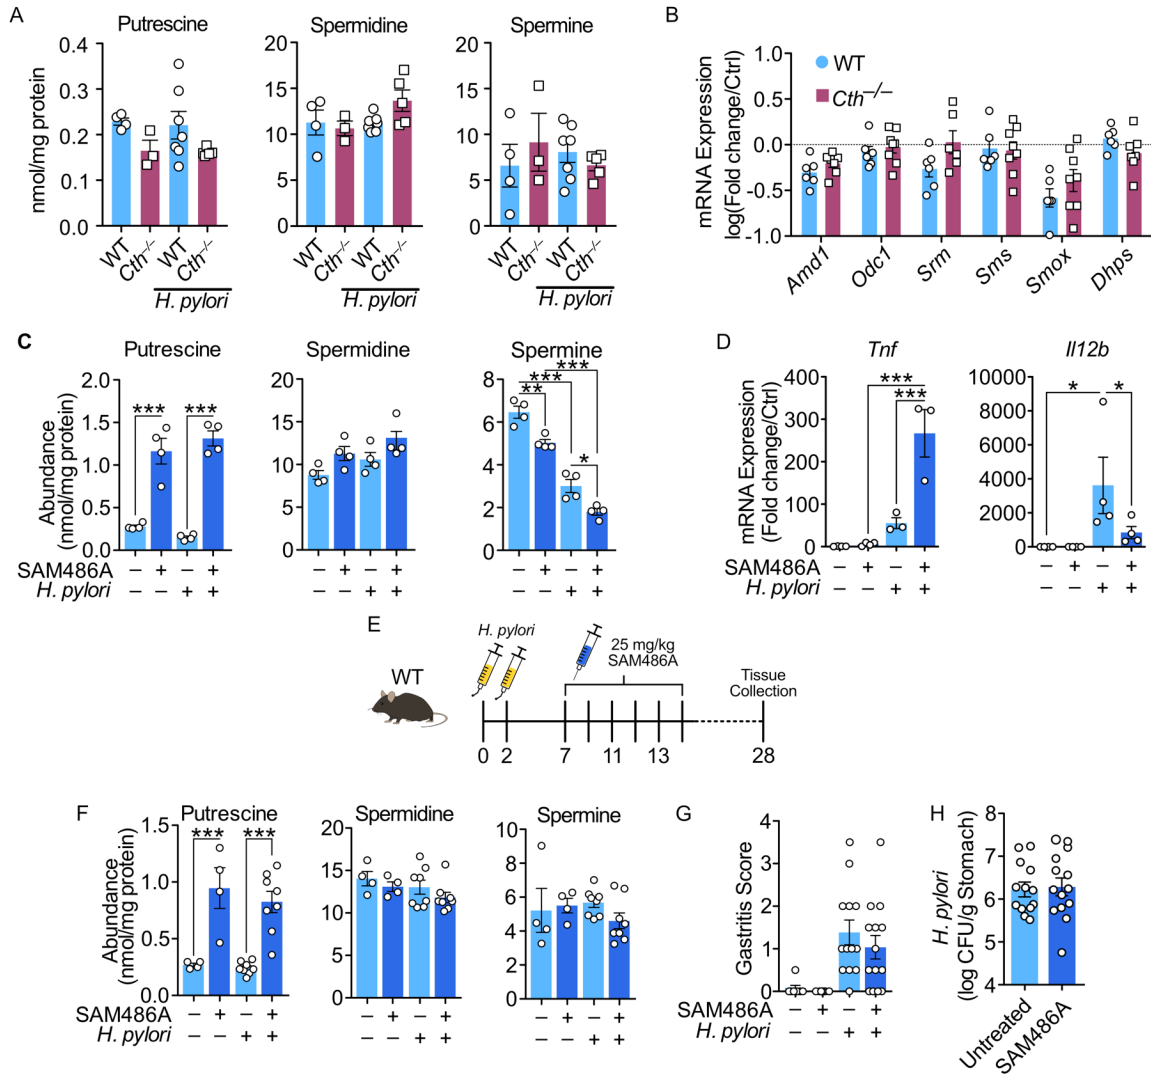 A
Putrescine
Spermidine
Spermine
nmol/mg protein
0.4
0.3
0.2
0.1
0.0
20
15
10
5
0
20
15
10
5
0
WT
Cth⁻/⁻
WT
Cth⁻/⁻
WT
Cth⁻/⁻
WT
Cth⁻/⁻
WT
Cth⁻/⁻
WT
Cth⁻/⁻
H. pylori
H. pylori
H. pylori
B
mRNA Expression
log(Fold change/Ctrl)
1.0
0.5
0.0
-0.5
-1.0
WT
Cth⁻/⁻
Amd1
Odc1
Srm
Sms
Smox
Dhps
C
Putrescine
Spermidine
Spermine
Abundance
(nmol/mg protein)
2.0
1.5
1.0
0.5
0.0
20
15
10
5
0
8
6
4
2
0
*** ***
***
***
**
*
SAM486A – + – + – + – + – + – +
H. pylori – – + + – – + + – – + +
D
Tnf
Il12b
mRNA Expression
(Fold change/Ctrl)
400
300
200
100
0
10000
8000
6000
4000
2000
0
***
***
* *
SAM486A – + – + – + – +
H. pylori – – + + – – + +
E
WT
H. pylori
25 mg/kg
SAM486A
Tissue
Collection
0 2 7 11 13 28
F
Putrescine
Spermidine
Spermine
Abundance
(nmol/mg protein)
1.5
1.0
0.5
0.0
20
15
10
5
0
10
8
6
4
2
0
*** ***
SAM486A – + – + – + – + – + – +
H. pylori – – + + – – + + – – + +
G
Gastritis Score
4
3
2
1
0
SAM486A – + – +
H. pylori – – + +
H
H. pylori
(log CFU/g Stomach)
8
7
6
5
4
Untreated
SAM486A